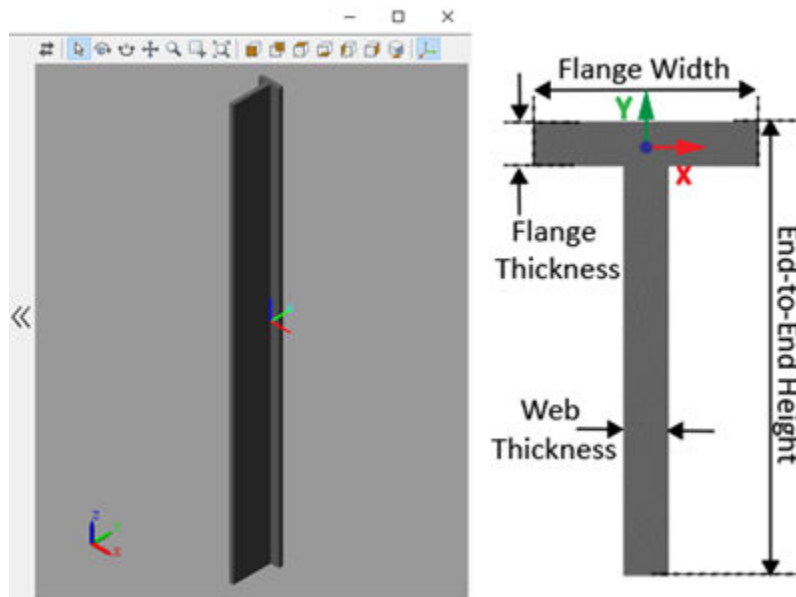 Flange Width
Y
X
Flange
Thickness
End-to-End Height
Web
Thickness
Z
Y
X